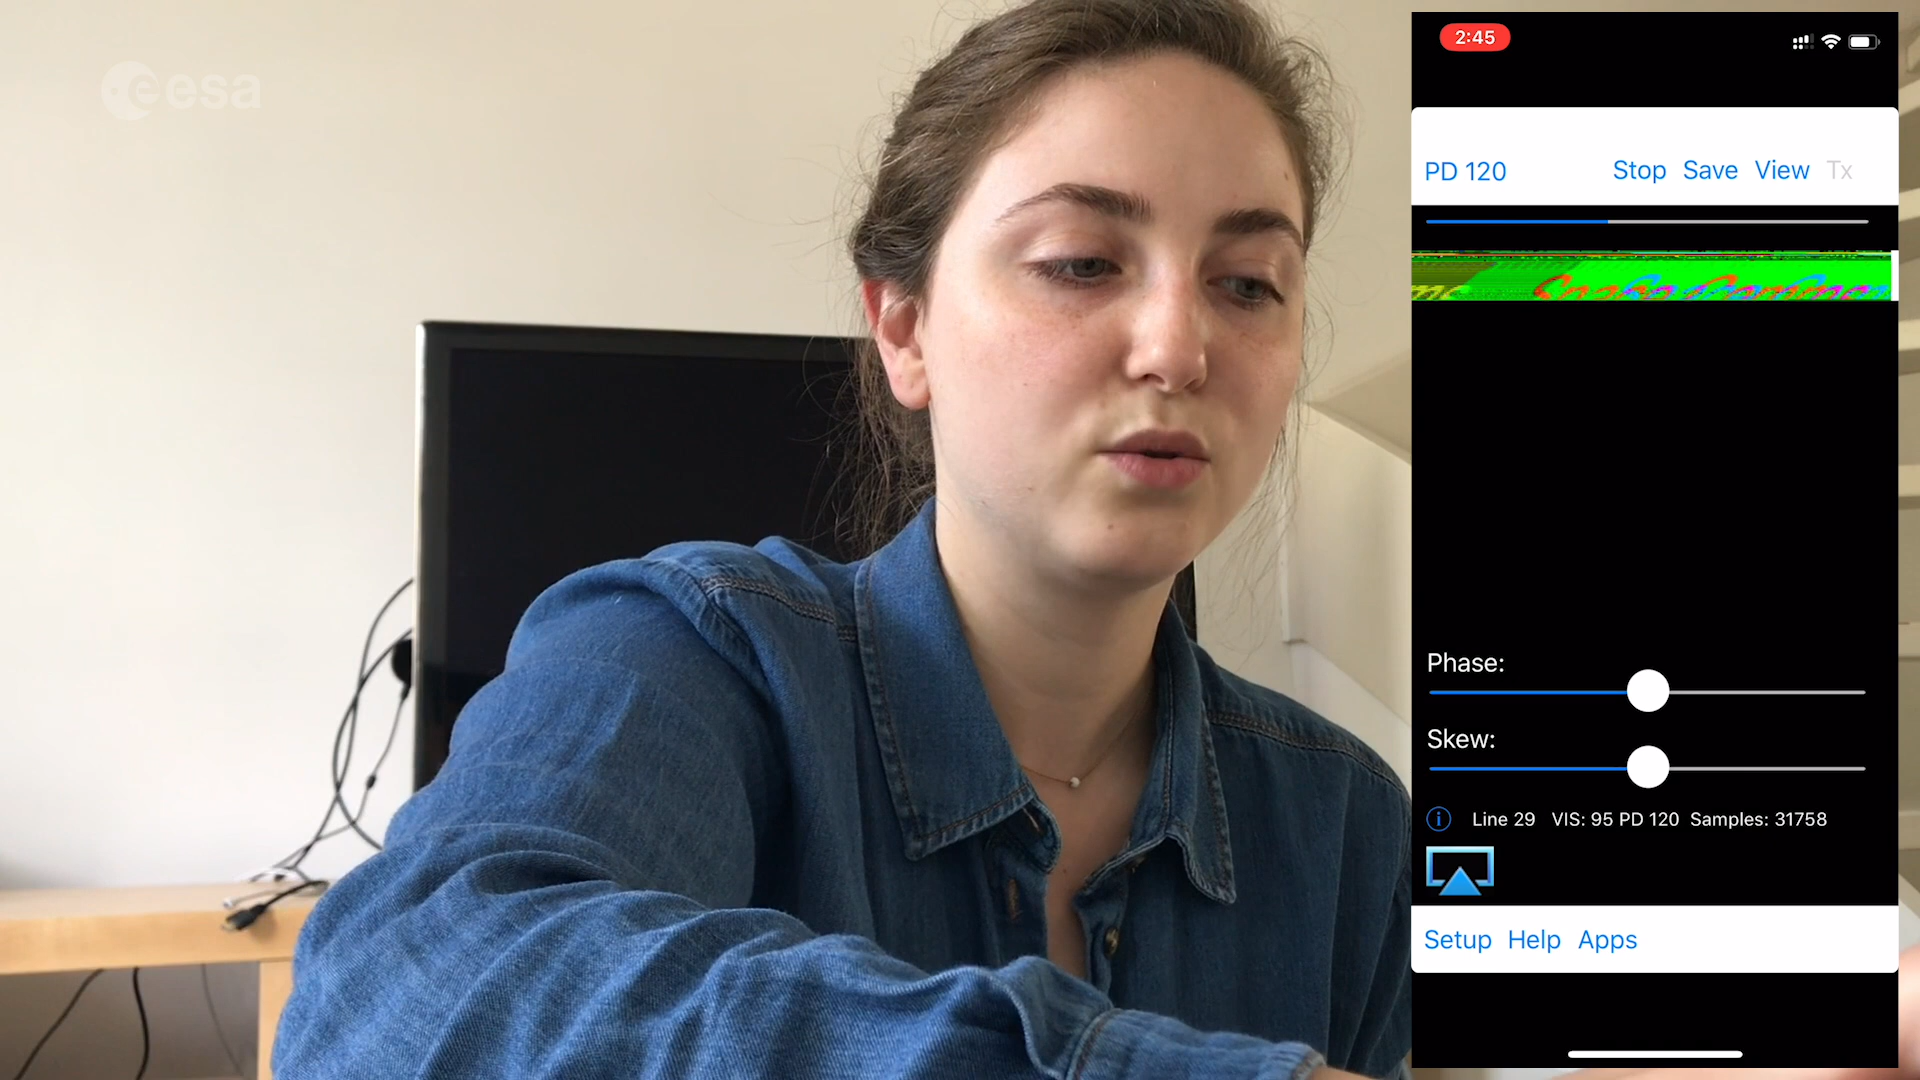 esa
2:45
PD 120 Stop Save View Tx
Phase:
Skew:
Line 29 VIS: 95 PD 120 Samples: 31758
Setup Help Apps